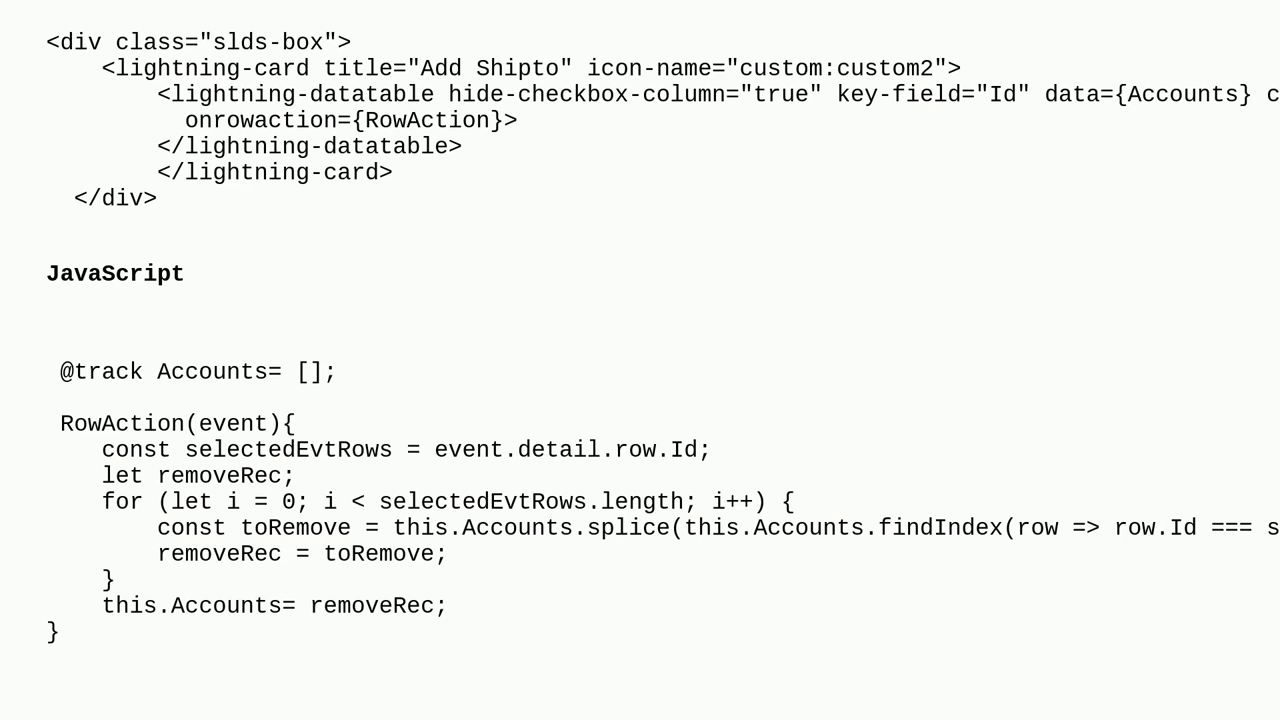 <div class="slds-box">
<lightning-card title="Add Shipto" icon-name="custom:custom2">
<lightning-datatable hide-checkbox-column="true" key-field="Id" data={Accounts} c
onrowaction={RowAction}>
</lightning-datatable>
</lightning-card>
</div>
JavaScript
@track Accounts= [];
RowAction(event){
const selectedEvtRows = event.detail.row.Id;
let removeRec;
for (let i = 0; i < selectedEvtRows.length; i++) {
const toRemove = this.Accounts.splice(this.Accounts.findIndex(row => row.Id === s
removeRec = toRemove;
}
this.Accounts= removeRec;
}